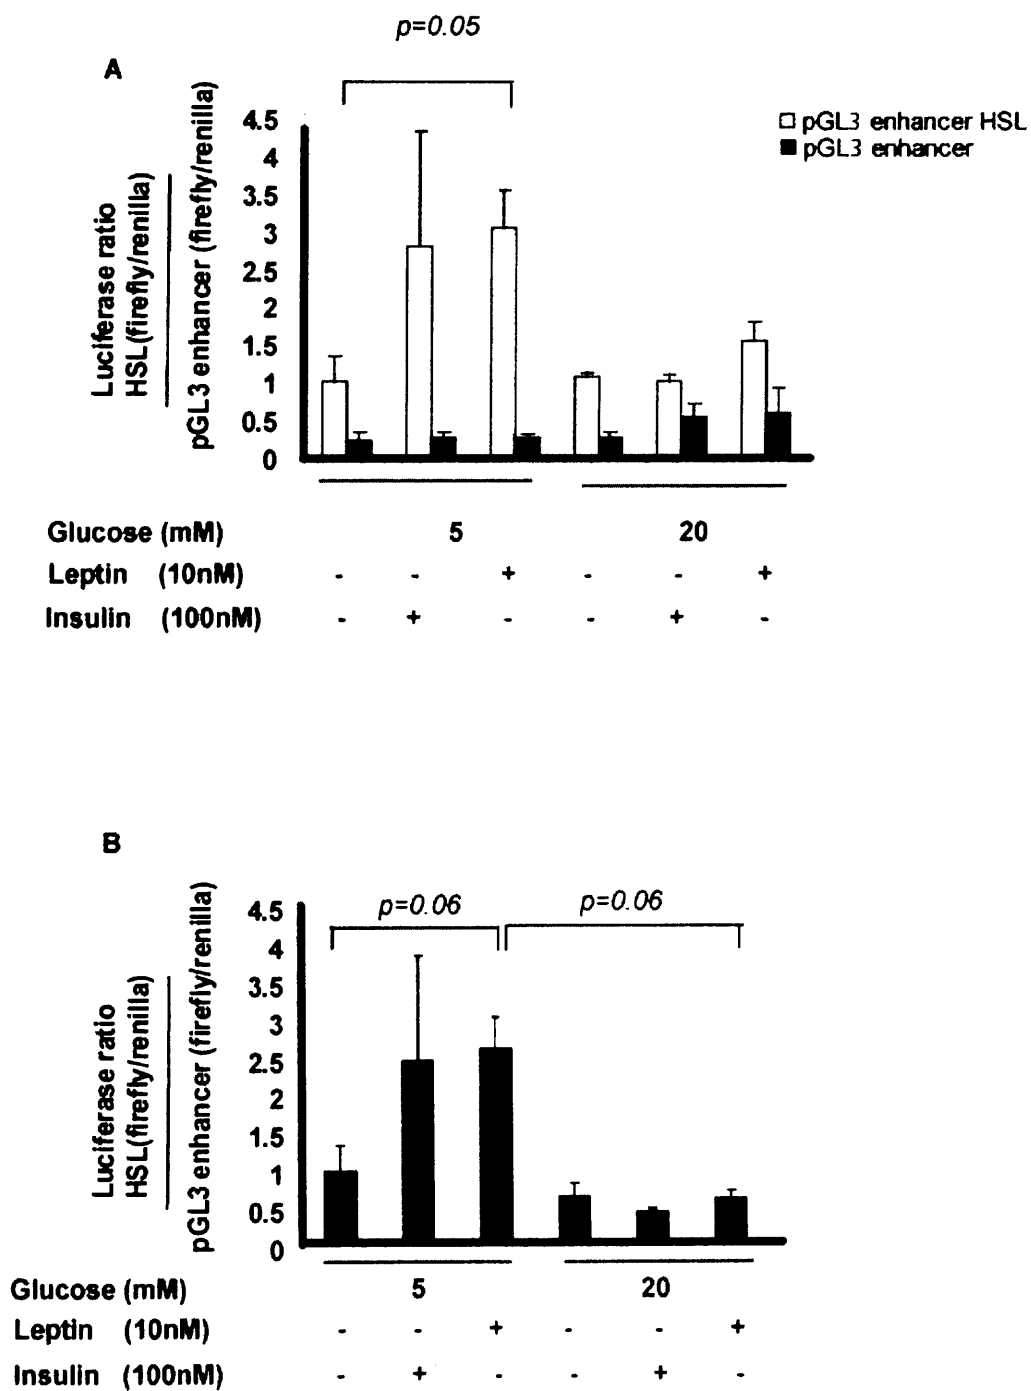 p=0.05
A
pGL3 enhancer HSL
pGL3 enhancer
Luciferase ratio
HSL(firefly/renilla)
pGL3 enhancer (firefly/renilla)
4.5
4
3.5
3
2.5
2
1.5
1
0.5
0
Glucose (mM) 5 20
Leptin (10nM) - - + - - +
Insulin (100nM) - + - - + -
B
p=0.06 p=0.06
Luciferase ratio
HSL(firefly/renilla)
pGL3 enhancer (firefly/renilla)
4.5
4
3.5
3
2.5
2
1.5
1
0.5
0
Glucose (mM) 5 20
Leptin (10nM) - - + - - +
Insulin (100nM) - + - - + -